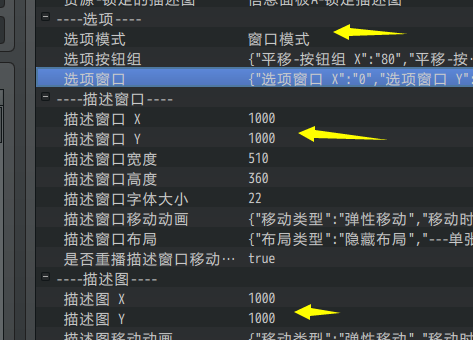 资源-锁定的描述图 信息面板X-锁定描述图
----选项----
选项模式 窗口模式
选项按钮组 {"平移-按钮组 X":"80","平移-按…
选项窗口 {"选项窗口 X":"0","选项窗口 Y":
----描述窗口----
描述窗口 X 1000
描述窗口 Y 1000
描述窗口宽度 510
描述窗口高度 360
描述窗口字体大小 22
描述窗口移动动画 {"移动类型":"弹性移动","移动时
描述窗口布局 {"布局类型":"隐藏布局","---单张
是否重播描述窗口移动… true
----描述图----
描述图 X 1000
描述图 Y 1000
描述图移动动画 {"移动类型":"弹性移动","移动时